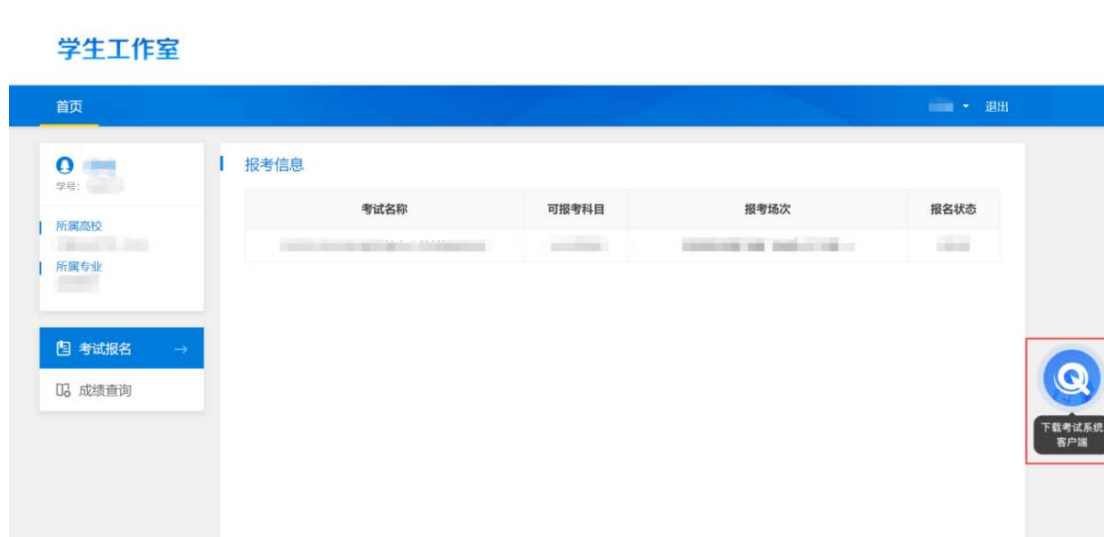 学生工作室
首页
退出
学号:
所属高校
所属专业
考试报名
成绩查询
报考信息
考试名称 可报考科目 报考场次 报名状态
下载考试系统
客户端